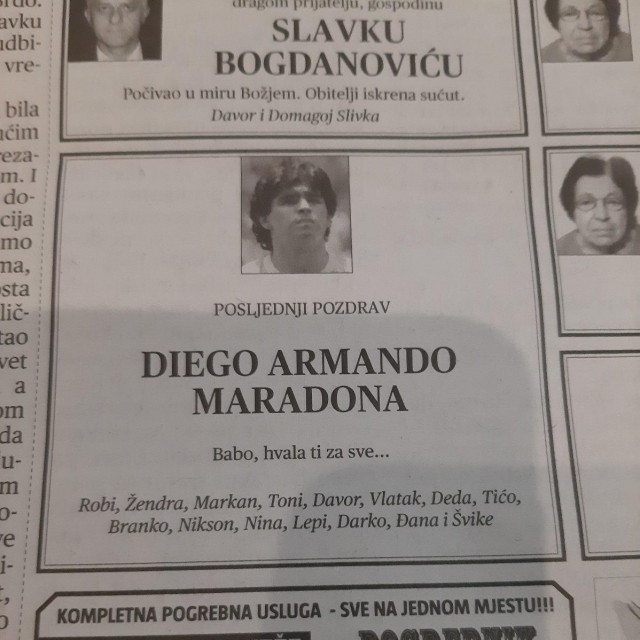 dragom prijatelju, gospodinu
SLAVKU
BOGDANOVIĆU
Počivao u miru Božjem. Obitelji iskrena sućut.
Davor i Domagoj Slivka
POSLJEDNJI POZDRAV
DIEGO ARMANDO
MARADONA
Babo, hvala ti za sve...
Robi, Žendra, Markan, Toni, Davor, Vlatak, Deda, Tićo,
Branko, Nikson, Nina, Lepi, Darko, Đana i Švike
KOMPLETNA POGREBNA USLUGA - SVE NA JEDNOM MJESTU!!!
bila
I
do-
a